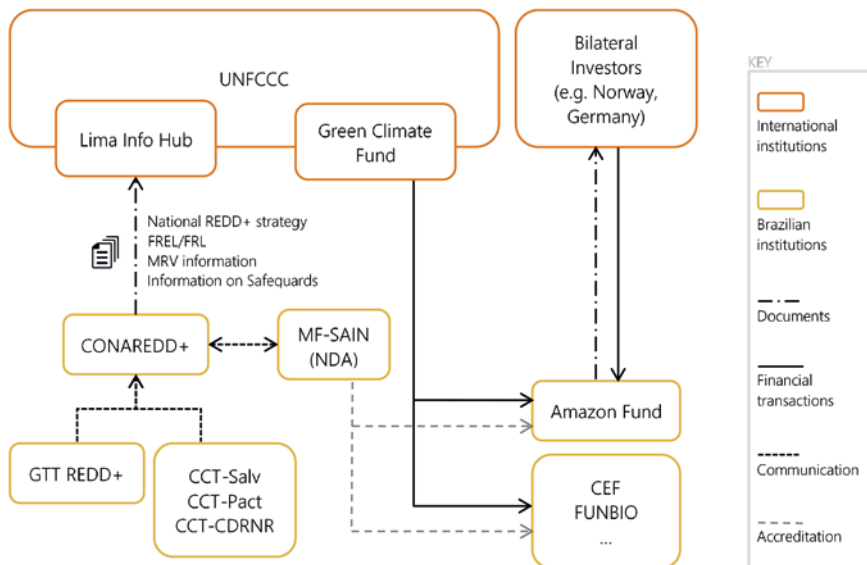 UNFCCC
Lima Info Hub
Green Climate
Fund
Bilateral
Investors
(e.g. Norway,
Germany)
National REDD+ strategy
FREL/FRL
MRV information
Information on Safeguards
CONAREDD+
MF-SAIN
(NDA)
Amazon Fund
GTT REDD+
CCT-Salv
CCT-Pact
CCT-CDRNR
CEF
FUNBIO
...
KEY
International
institutions
Brazilian
institutions
Documents
Financial
transactions
Communication
Accreditation